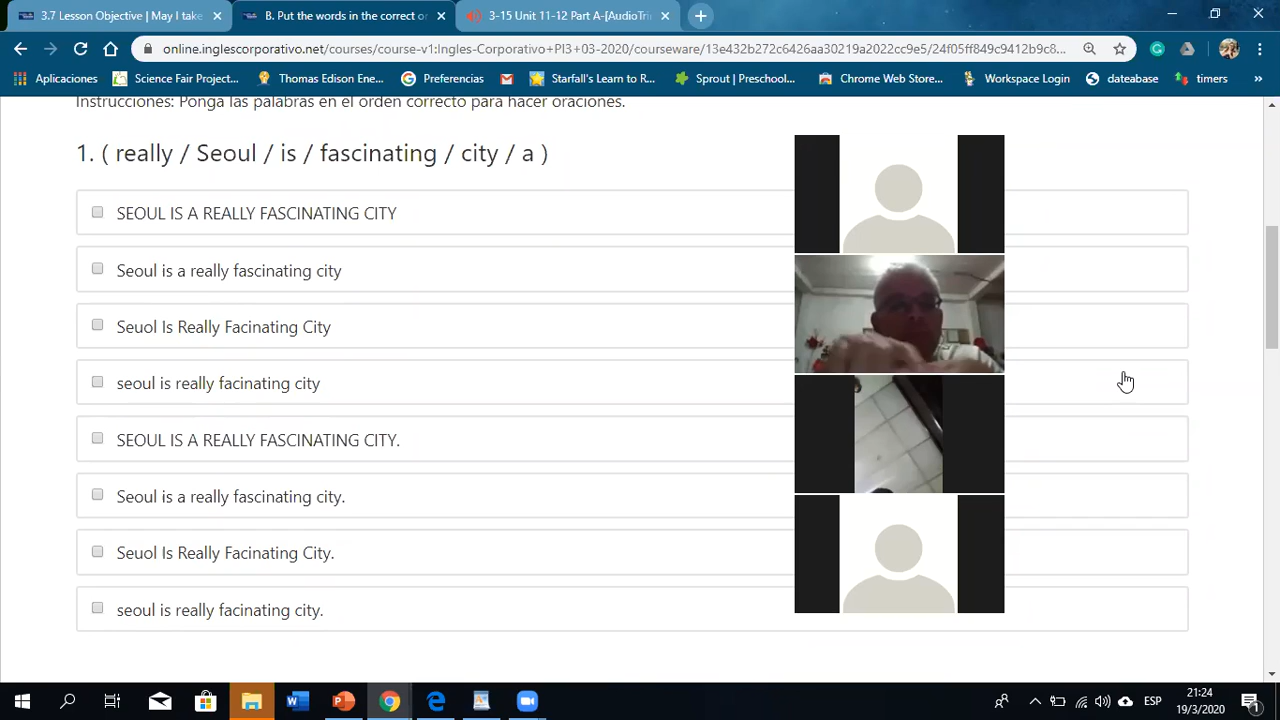 3.7 Lesson Objective | May I take
B. Put the words in the correct o
3-15 Unit 11-12 Part A-[AudioTri
online.inglescorporativo.net/courses/course-v1:Ingles-Corporativo+PI3+03-2020/courseware/13e432b272c6426aa30219a2022cc9e5/24f05ff849c9412b9c8...
Aplicaciones
Science Fair Project...
Thomas Edison Ene...
Preferencias
Starfall's Learn to R...
Sprout | Preschool...
Chrome Web Store...
Workspace Login
dateabase
timers
»
Instrucciones: Ponga las palabras en el orden correcto para hacer oraciones.
1. ( really / Seoul / is / fascinating / city / a )
SEOUL IS A REALLY FASCINATING CITY
Seoul is a really fascinating city
Seuol Is Really Facinating City
seoul is really facinating city
SEOUL IS A REALLY FASCINATING CITY.
Seoul is a really fascinating city.
Seuol Is Really Facinating City.
seoul is really facinating city.
ESP
21:24
19/3/2020